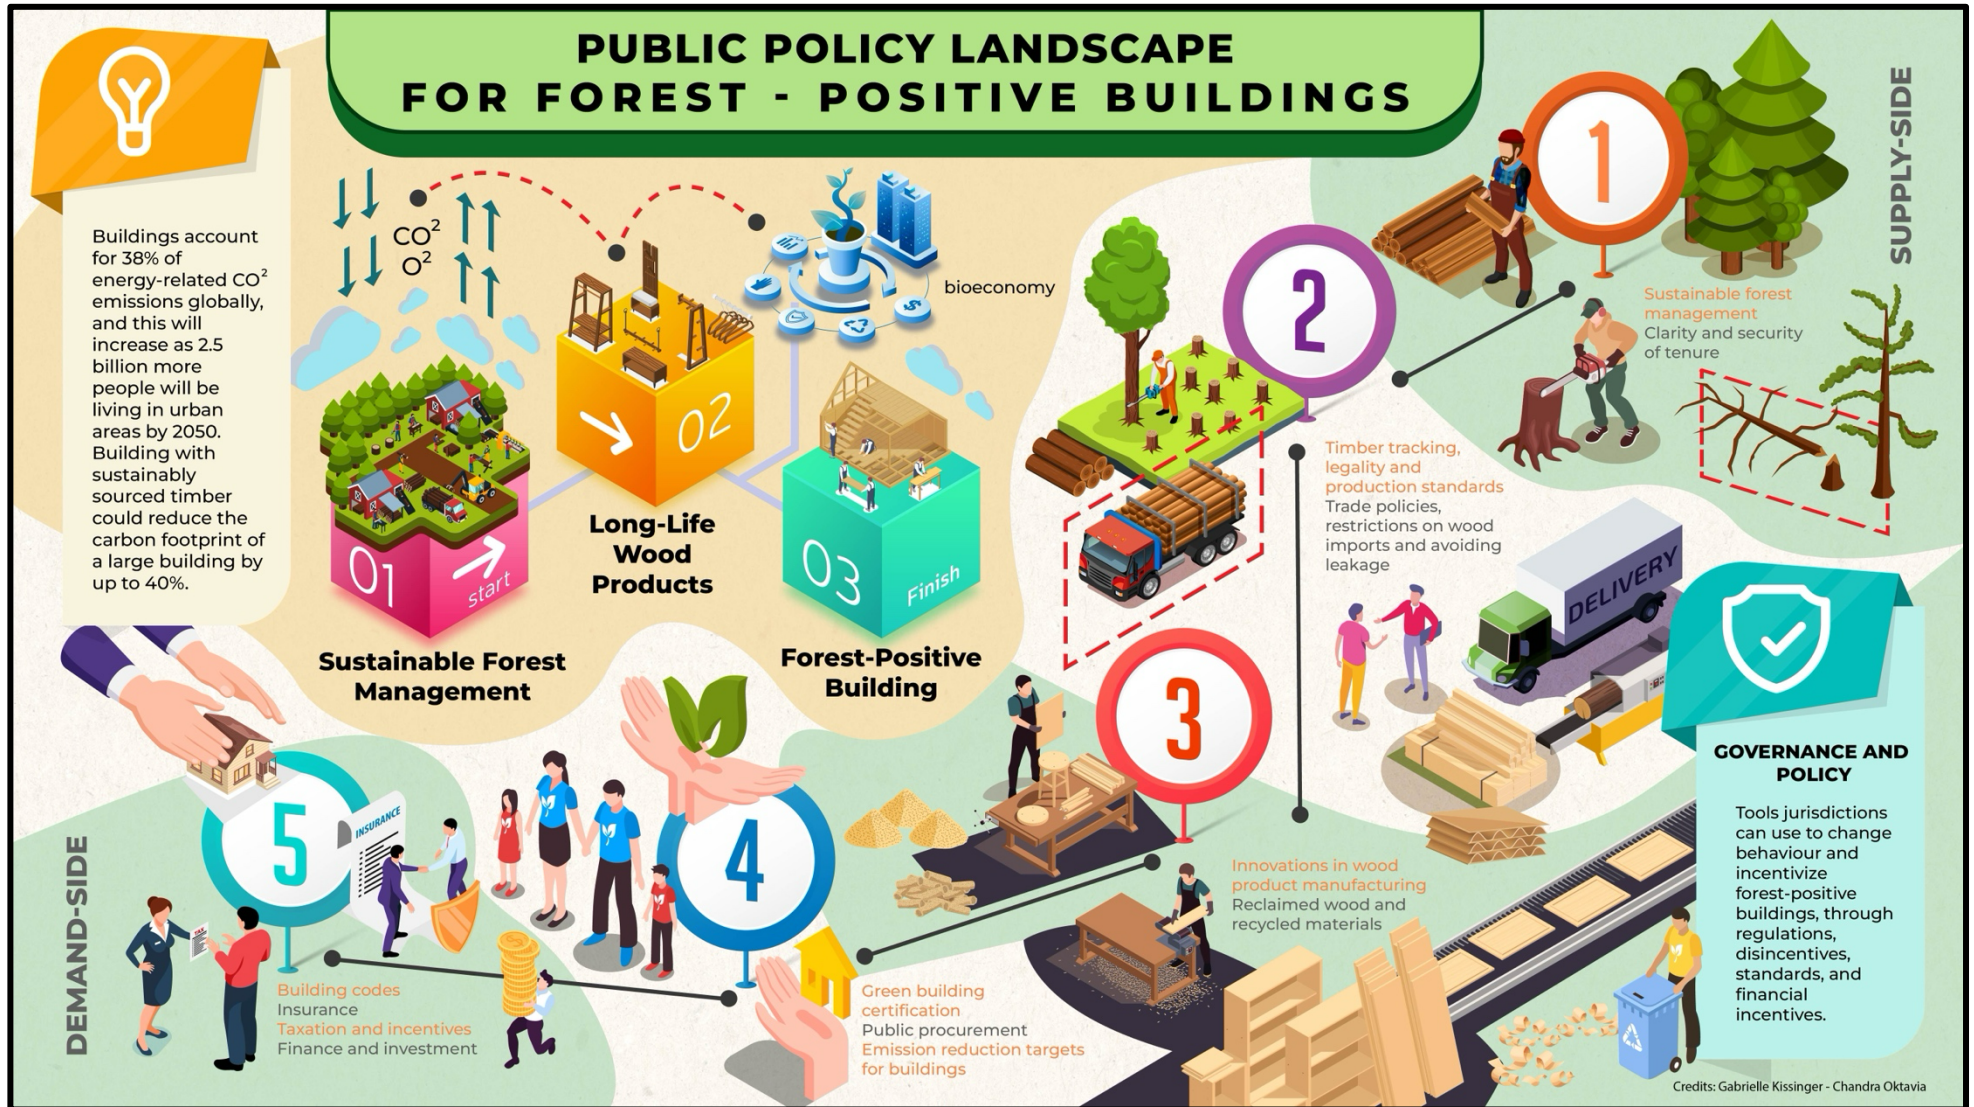 PUBLIC POLICY LANDSCAPE
FOR FOREST - POSITIVE BUILDINGS
Buildings account
for 38% of
energy-related CO²
emissions globally,
and this will
increase as 2.5
billion more
people will be
living in urban
areas by 2050.
Building with
sustainably
sourced timber
could reduce the
carbon footprint of
a large building by
up to 40%.
CO²
O²
bioeconomy
01
start
Sustainable Forest
Management
02
Long-Life
Wood
Products
03
Finish
Forest-Positive
Building
SUPPLY-SIDE
1
Sustainable forest
management
Clarity and security
of tenure
2
Timber tracking,
legality and
production standards
Trade policies,
restrictions on wood
imports and avoiding
leakage
DELIVERY
3
Innovations in wood
product manufacturing
Reclaimed wood and
recycled materials
4
Green building
certification
Public procurement
Emission reduction targets
for buildings
DEMAND-SIDE
5
INSURANCE
TAX
Building codes
Insurance
Taxation and incentives
Finance and investment
GOVERNANCE AND
POLICY
Tools jurisdictions
can use to change
behaviour and
incentivize
forest-positive
buildings, through
regulations,
disincentives,
standards, and
financial
incentives.
Credits: Gabrielle Kissinger - Chandra Oktavia